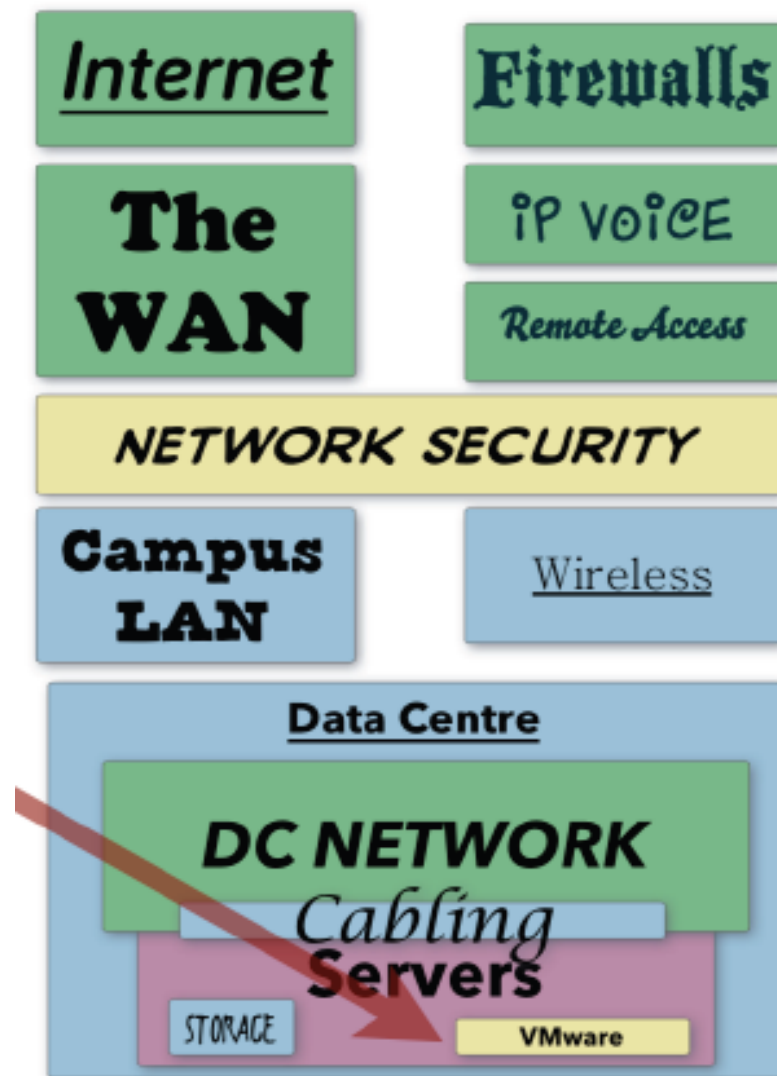 Internet
Firewalls
The
WAN
iP VOiCE
Remote Access
NETWORK SECURITY
Campus
LAN
Wireless
Data Centre
DC NETWORK
Cabling
Servers
STORAGE
VMware